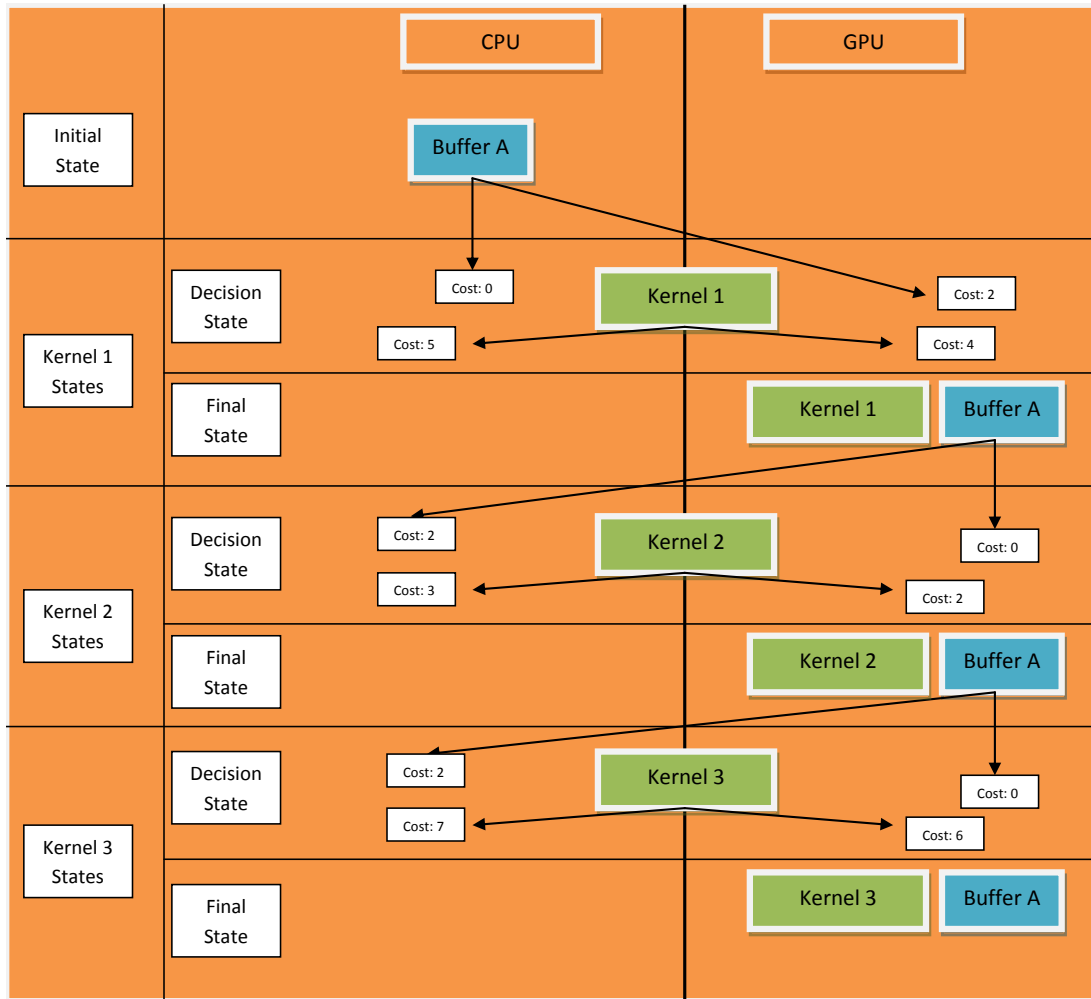 CPU
GPU
Initial
State
Buffer A
Kernel 1
States
Decision
State
Cost: 0
Kernel 1
Cost: 2
Cost: 5
Cost: 4
Final
State
Kernel 1
Buffer A
Kernel 2
States
Decision
State
Cost: 2
Kernel 2
Cost: 0
Cost: 3
Cost: 2
Final
State
Kernel 2
Buffer A
Kernel 3
States
Decision
State
Cost: 2
Kernel 3
Cost: 0
Cost: 7
Cost: 6
Final
State
Kernel 3
Buffer A